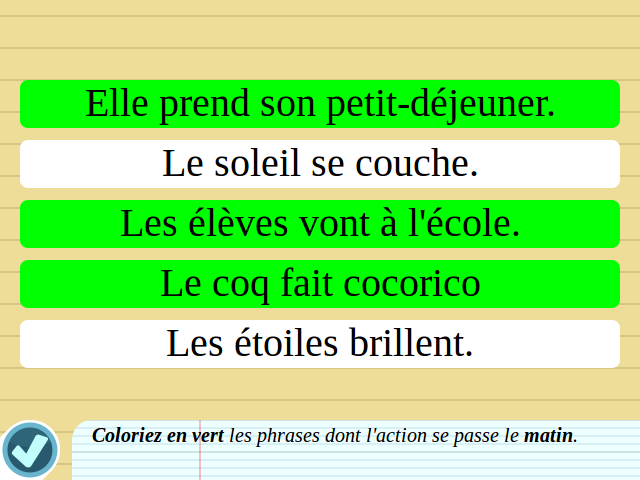 Elle prend son petit-déjeuner.
Le soleil se couche.
Les élèves vont à l'école.
Le coq fait cocorico
Les étoiles brillent.
Coloriez en vert les phrases dont l'action se passe le matin.